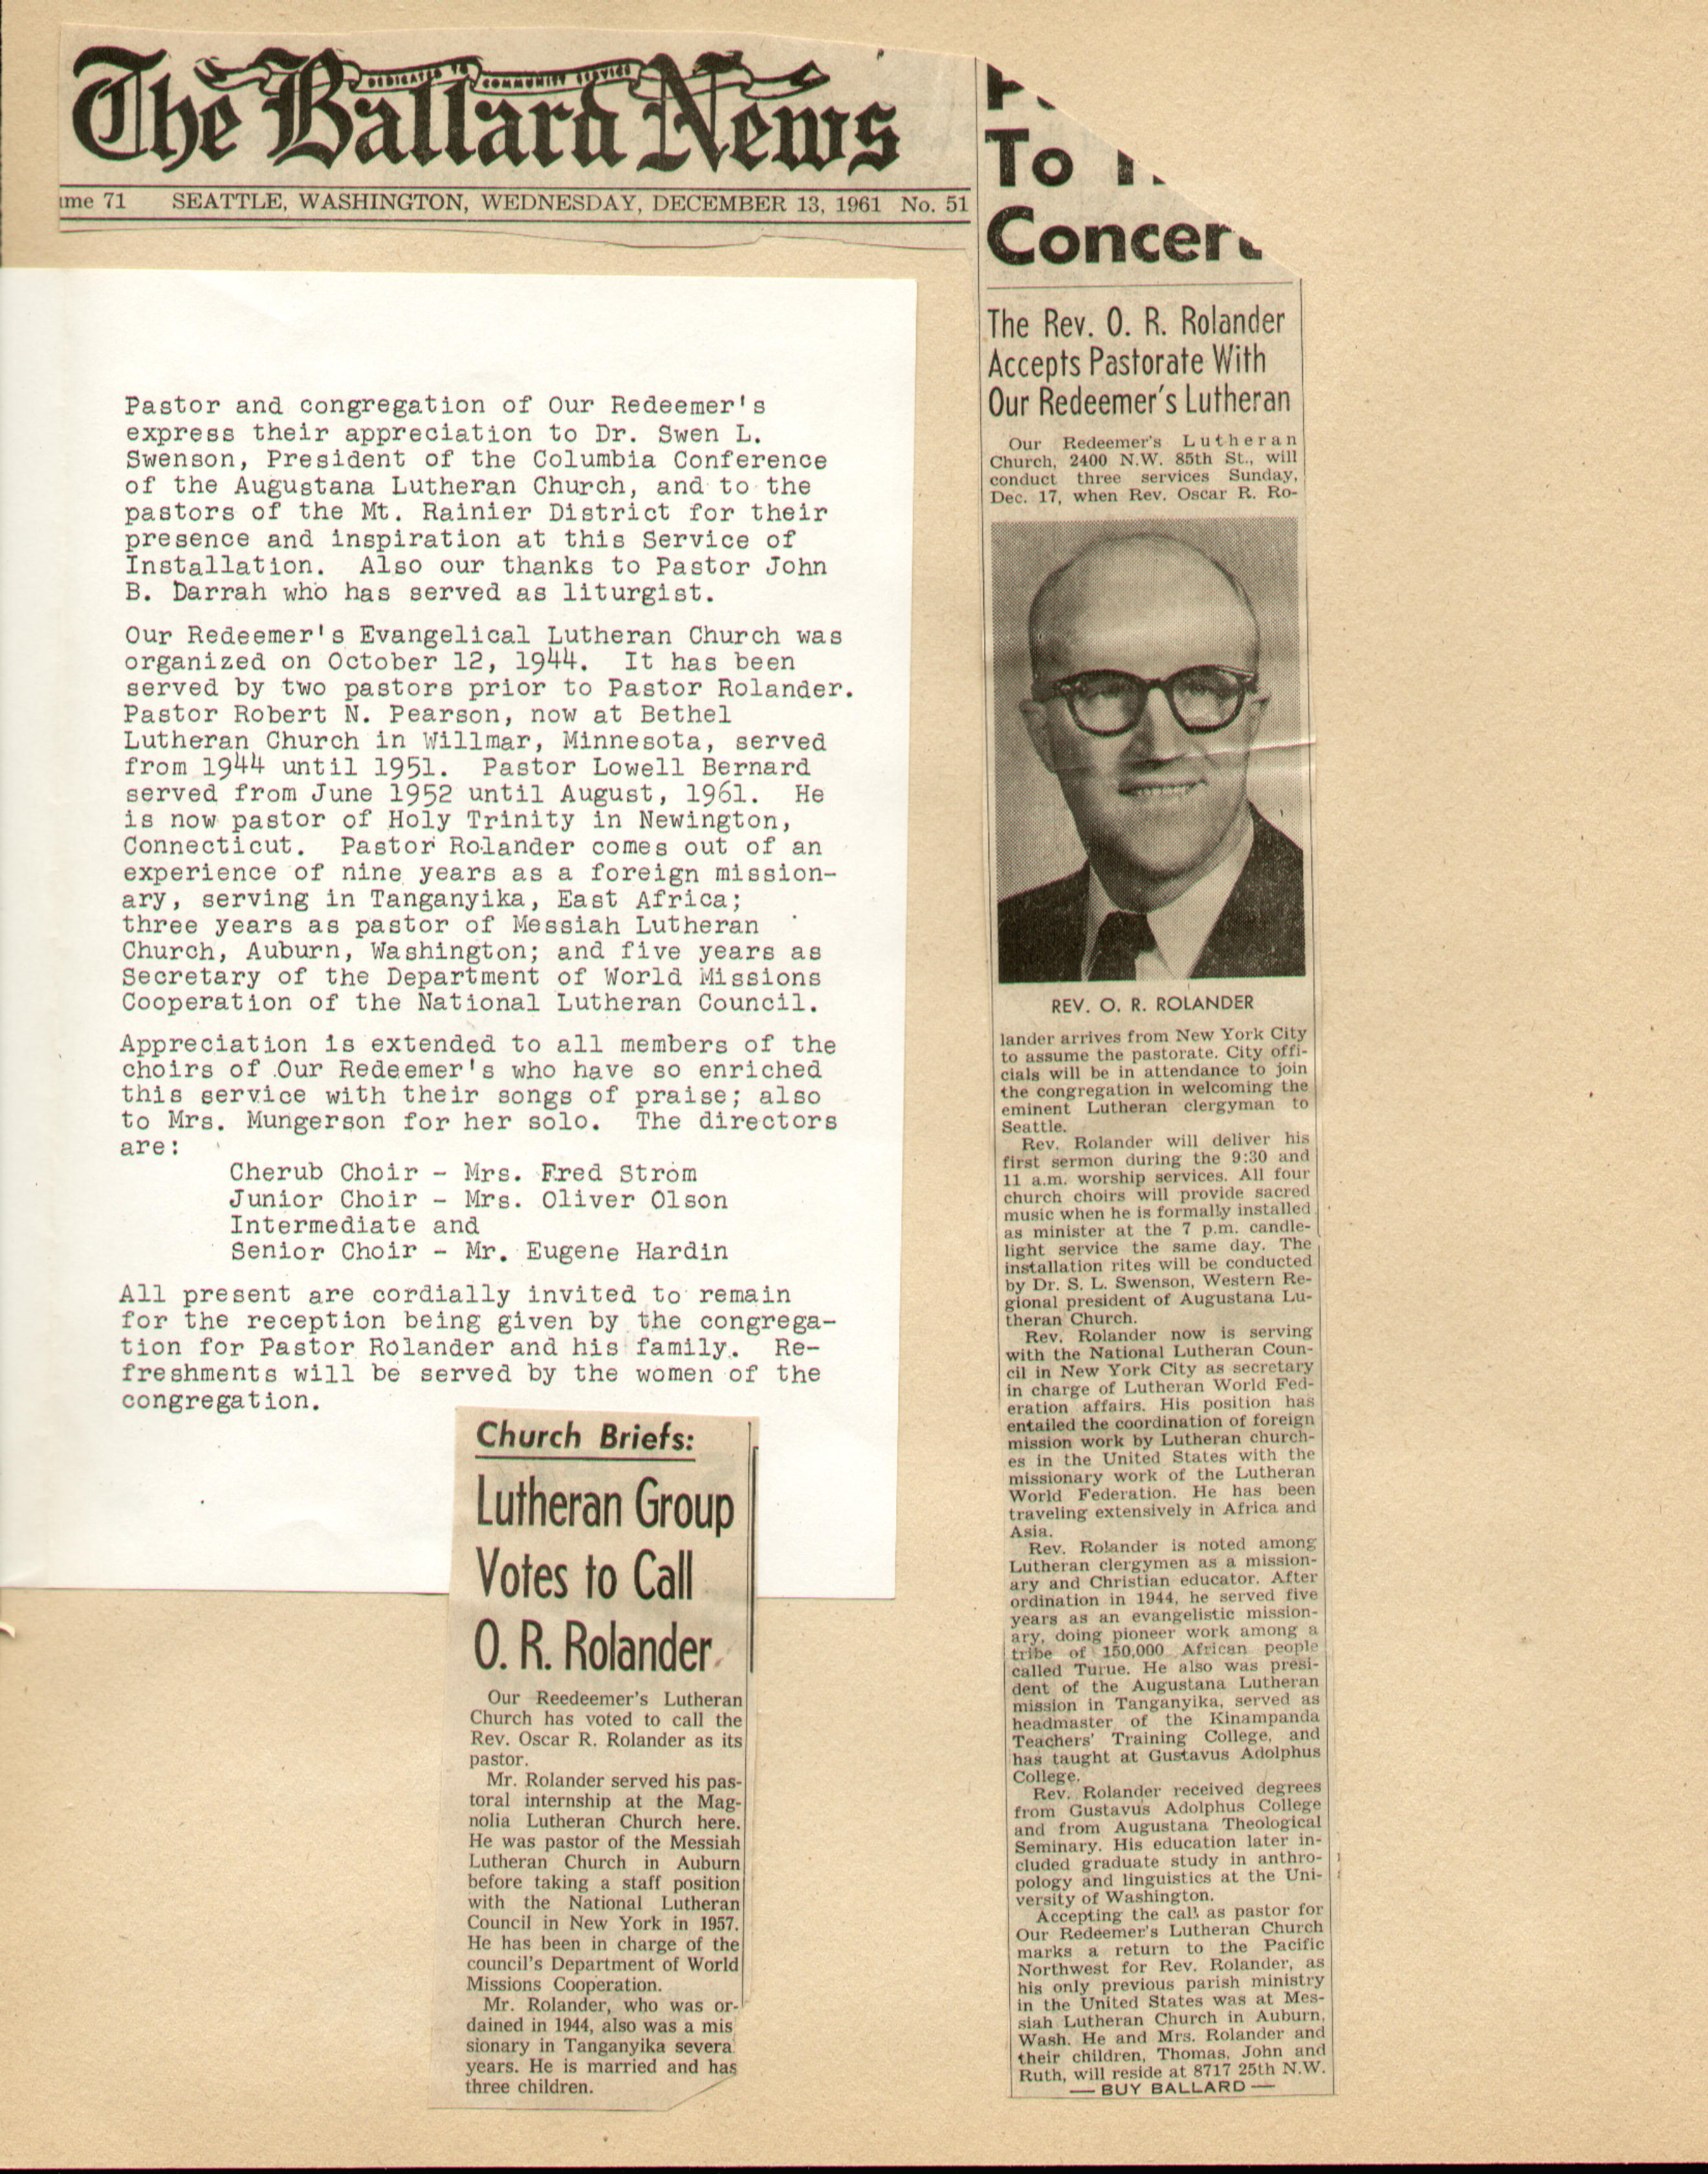 The Ballard News
DEDICATED TO COMMUNITY SERVICE
ume 71 SEATTLE, WASHINGTON, WEDNESDAY, DECEMBER 13, 1961 No. 51
Pastor and congregation of Our Redeemer's
express their appreciation to Dr. Swen L.
Swenson, President of the Columbia Conference
of the Augustana Lutheran Church, and to the
pastors of the Mt. Rainier District for their
presence and inspiration at this Service of
Installation. Also our thanks to Pastor John
B. Darrah who has served as liturgist.
Our Redeemer's Evangelical Lutheran Church was
organized on October 12, 1944. It has been
served by two pastors prior to Pastor Rolander.
Pastor Robert N. Pearson, now at Bethel
Lutheran Church in Willmar, Minnesota, served
from 1944 until 1951. Pastor Lowell Bernard
served from June 1952 until August, 1961. He
is now pastor of Holy Trinity in Newington,
Connecticut. Pastor Rolander comes out of an
experience of nine years as a foreign mission-
ary, serving in Tanganyika, East Africa;
three years as pastor of Messiah Lutheran
Church, Auburn, Washington; and five years as
Secretary of the Department of World Missions
Cooperation of the National Lutheran Council.
Appreciation is extended to all members of the
choirs of Our Redeemer's who have so enriched
this service with their songs of praise; also
to Mrs. Mungerson for her solo. The directors
are:
Cherub Choir - Mrs. Fred Strom
Junior Choir - Mrs. Oliver Olson
Intermediate and
Senior Choir - Mr. Eugene Hardin
All present are cordially invited to remain
for the reception being given by the congrega-
tion for Pastor Rolander and his family. Re-
freshments will be served by the women of the
congregation.
Church Briefs:
Lutheran Group
Votes to Call
O. R. Rolander
Our Reedeemer's Lutheran
Church has voted to call the
Rev. Oscar R. Rolander as its
pastor.
Mr. Rolander served his pas-
toral internship at the Mag-
nolia Lutheran Church here.
He was pastor of the Messiah
Lutheran Church in Auburn
before taking a staff position
with the National Lutheran
Council in New York in 1957.
He has been in charge of the
council's Department of World
Missions Cooperation.
Mr. Rolander, who was or-
dained in 1944, also was a mis
sionary in Tanganyika severa
years. He is married and has
three children.
To
Concert
The Rev. O. R. Rolander
Accepts Pastorate With
Our Redeemer's Lutheran
Our Redeemer's Lutheran
Church, 2400 N.W. 85th St., will
conduct three services Sunday,
Dec. 17, when Rev. Oscar R. Ro-
REV. O. R. ROLANDER
lander arrives from New York City
to assume the pastorate. City offi-
cials will be in attendance to join
the congregation in welcoming the
eminent Lutheran clergyman to
Seattle.
Rev. Rolander will deliver his
first sermon during the 9:30 and
11 a.m. worship services. All four
church choirs will provide sacred
music when he is formally installed
as minister at the 7 p.m. candle-
light service the same day. The
installation rites will be conducted
by Dr. S. L. Swenson, Western Re-
gional president of Augustana Lu-
theran Church.
Rev. Rolander now is serving
with the National Lutheran Coun-
cil in New York City as secretary
in charge of Lutheran World Fed-
eration affairs. His position has
entailed the coordination of foreign
mission work by Lutheran church-
es in the United States with the
missionary work of the Lutheran
World Federation. He has been
traveling extensively in Africa and
Asia.
Rev. Rolander is noted among
Lutheran clergymen as a mission-
ary and Christian educator. After
ordination in 1944, he served five
years as an evangelistic mission-
ary, doing pioneer work among a
tribe of 150,000 African people
called Turue. He also was presi-
dent of the Augustana Lutheran
mission in Tanganyika, served as
headmaster of the Kinampanda
Teachers' Training College, and
has taught at Gustavus Adolphus
College.
Rev. Rolander received degrees
from Gustavus Adolphus College
and from Augustana Theological
Seminary. His education later in-
cluded graduate study in anthro-
pology and linguistics at the Uni-
versity of Washington.
Accepting the call as pastor for
Our Redeemer's Lutheran Church
marks a return to the Pacific
Northwest for Rev. Rolander, as
his only previous parish ministry
in the United States was at Mes-
siah Lutheran Church in Auburn,
Wash. He and Mrs. Rolander and
their children, Thomas, John and
Ruth, will reside at 8717 25th N.W.
— BUY BALLARD —